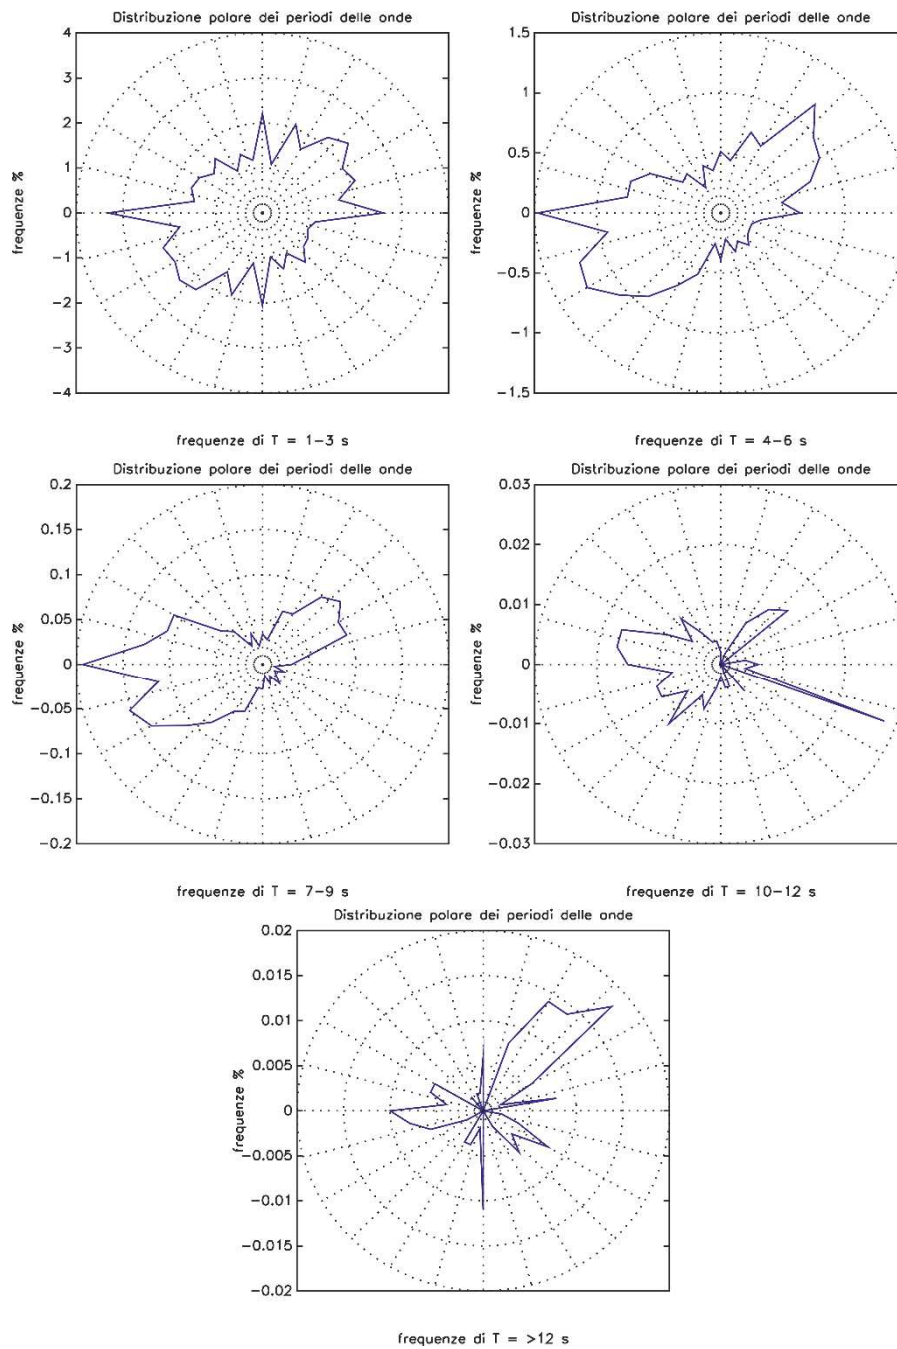 Distribuzione polare dei periodi delle onde
4
3
2
1
0
−1
−2
−3
−4
frequenze %
frequenze di T = 1−3 s
Distribuzione polare dei periodi delle onde
1.5
1
0.5
0
−0.5
−1
−1.5
frequenze %
frequenze di T = 4−6 s
Distribuzione polare dei periodi delle onde
0.2
0.15
0.1
0.05
0
−0.05
−0.1
−0.15
−0.2
frequenze %
frequenze di T = 7−9 s
Distribuzione polare dei periodi delle onde
0.03
0.02
0.01
0
−0.01
−0.02
−0.03
frequenze %
frequenze di T = 10−12 s
Distribuzione polare dei periodi delle onde
0.02
0.015
0.01
0.005
0
−0.005
−0.01
−0.015
−0.02
frequenze %
frequenze di T = >12 s